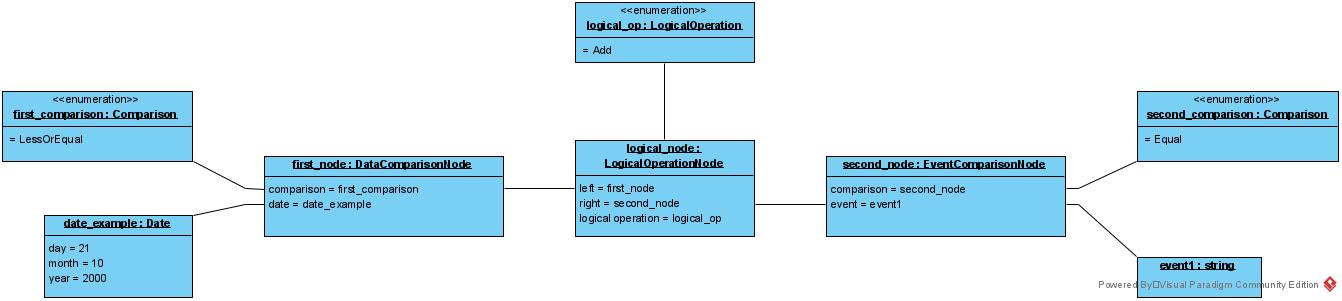 <<enumeration>>
logical_op : LogicalOperation
= Add
<<enumeration>>
first_comparison : Comparison
= LessOrEqual
<<enumeration>>
second_comparison : Comparison
= Equal
first_node : DataComparisonNode
comparison = first_comparison
date = date_example
logical_node :
LogicalOperationNode
left = first_node
right = second_node
logical operation = logical_op
second_node : EventComparisonNode
comparison = second_node
event = event1
date_example : Date
day = 21
month = 10
year = 2000
event1 : string
Powered By□Visual Paradigm Community Edition